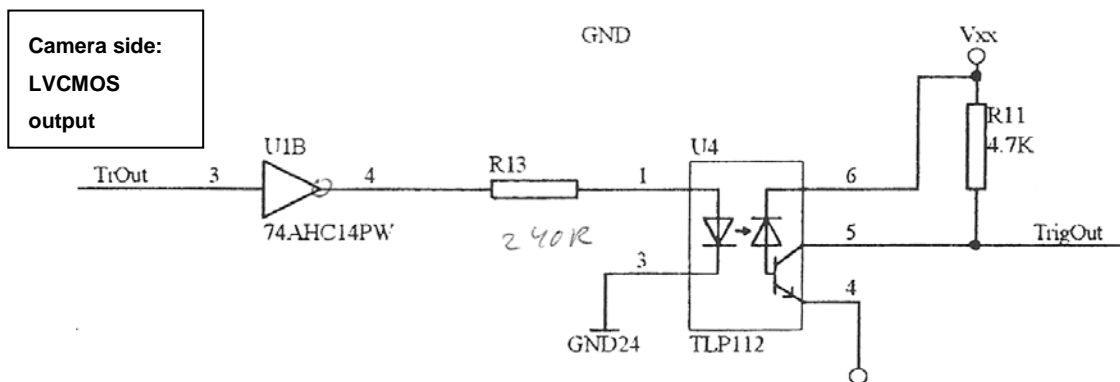 Camera side:
LVCMOS
output
GND
Vxx
R11
4.7K
U1B
TrOut
3
4
74AHC14PW
R13
240R
1
U4
6
5
TrigOut
3
4
GND24
TLP112